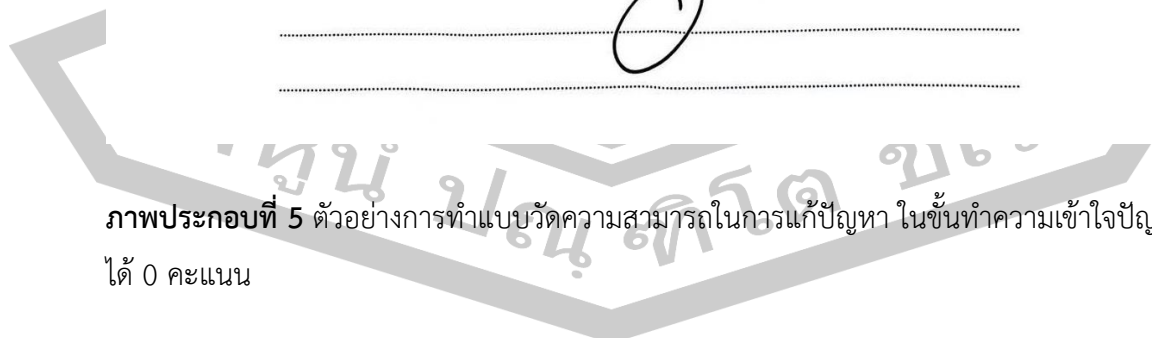 ภาพประกอบที่ 5 ตัวอย่างการทำแบบวัดความสามารถในการแก้ปัญหา ในขั้นทำความเข้าใจปัญ
ได้ 0 คะแนน